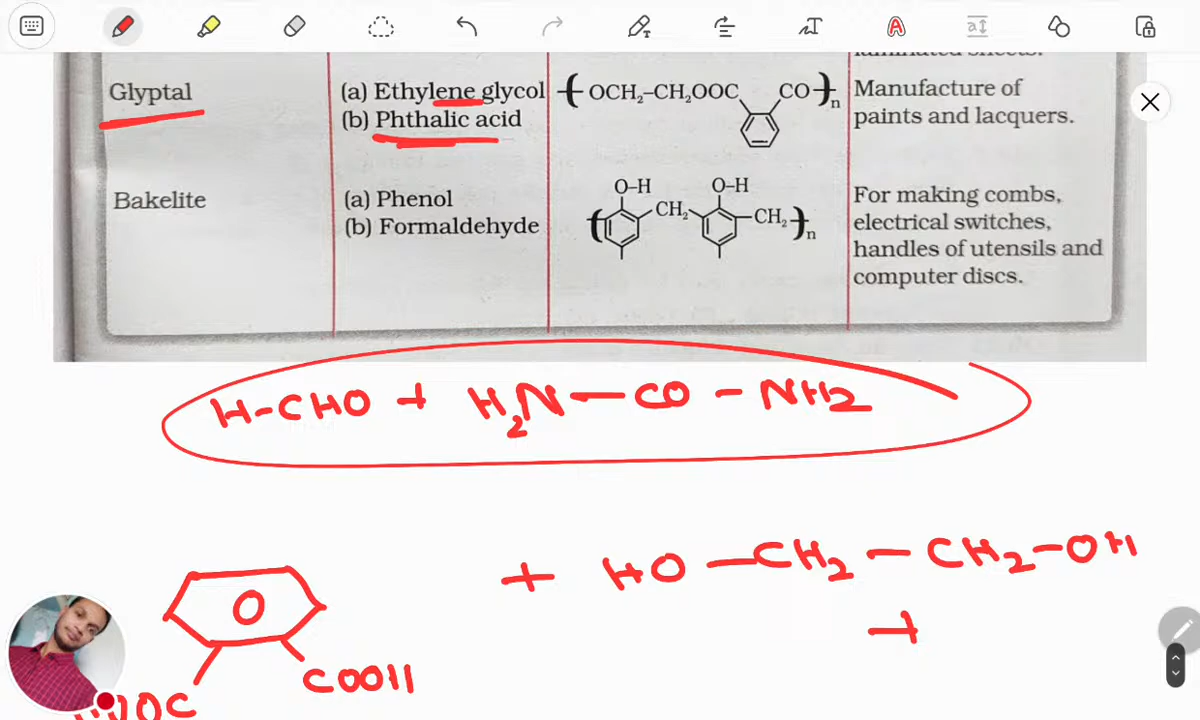 Glyptal
(a) Ethylene glycol
(b) Phthalic acid
( OCH₂–CH₂OOC CO )n
Manufacture of
paints and lacquers.
Bakelite
(a) Phenol
(b) Formaldehyde
O–H O–H
CH₂ CH₂ n
For making combs,
electrical switches,
handles of utensils and
computer discs.
H-CHO + H₂N — CO - NH₂
+ HO — CH₂ — CH₂ - OH
+
COOH